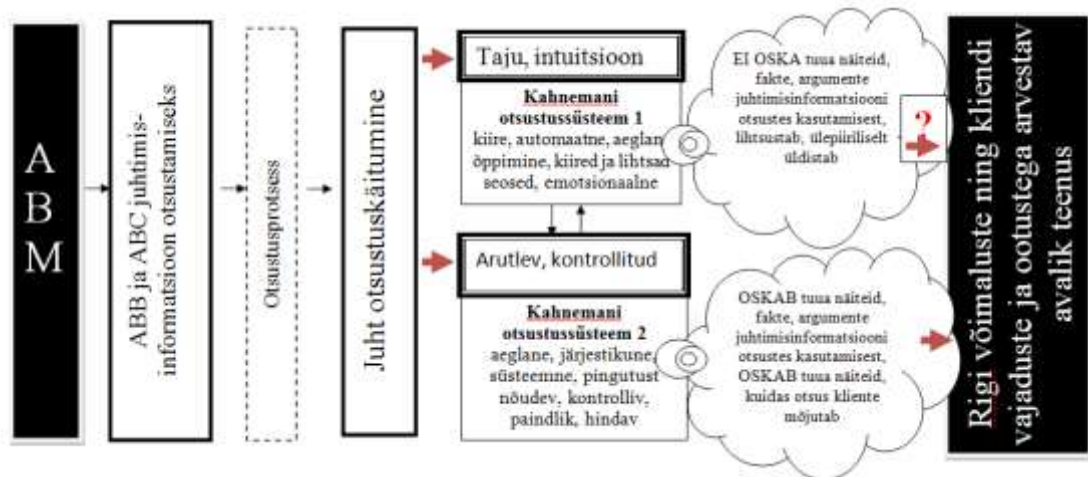 A
B
M
ABB ja ABC juhtimis-
informatsioon otsustamiseks
Otsustusprotsess
Juht otsustuskäitumine
Taju, intuitsioon
Kahnemani
otsustussüsteem 1
kiire, automaatne, aeglan
õppimine, kiired ja lihtsad
seosed, emotsionaalne
Arutlev, kontrollitud
Kahnemani
otsustussüsteem 2
aeglane, järjestikune,
süsteemne, pingutust
nõudev, kontrolliv,
paindlik, hindav
EI OSKA tuua näiteid,
fakte, argumente
juhtimisinformatsiooni
otsustes kasutamisest,
lihtsustab, ülepiiriliselt
üldistab
?
OSKAB tuua näiteid,
fakte, argumente
juhtimisinformatsiooni
otsustes kasutamisest,
OSKAB tuua näiteid,
kuidas otsus kliente
mõjutab
Rigi võimaluste ning kliendi
vajaduste ja ootustega arvestav
avalik teenus